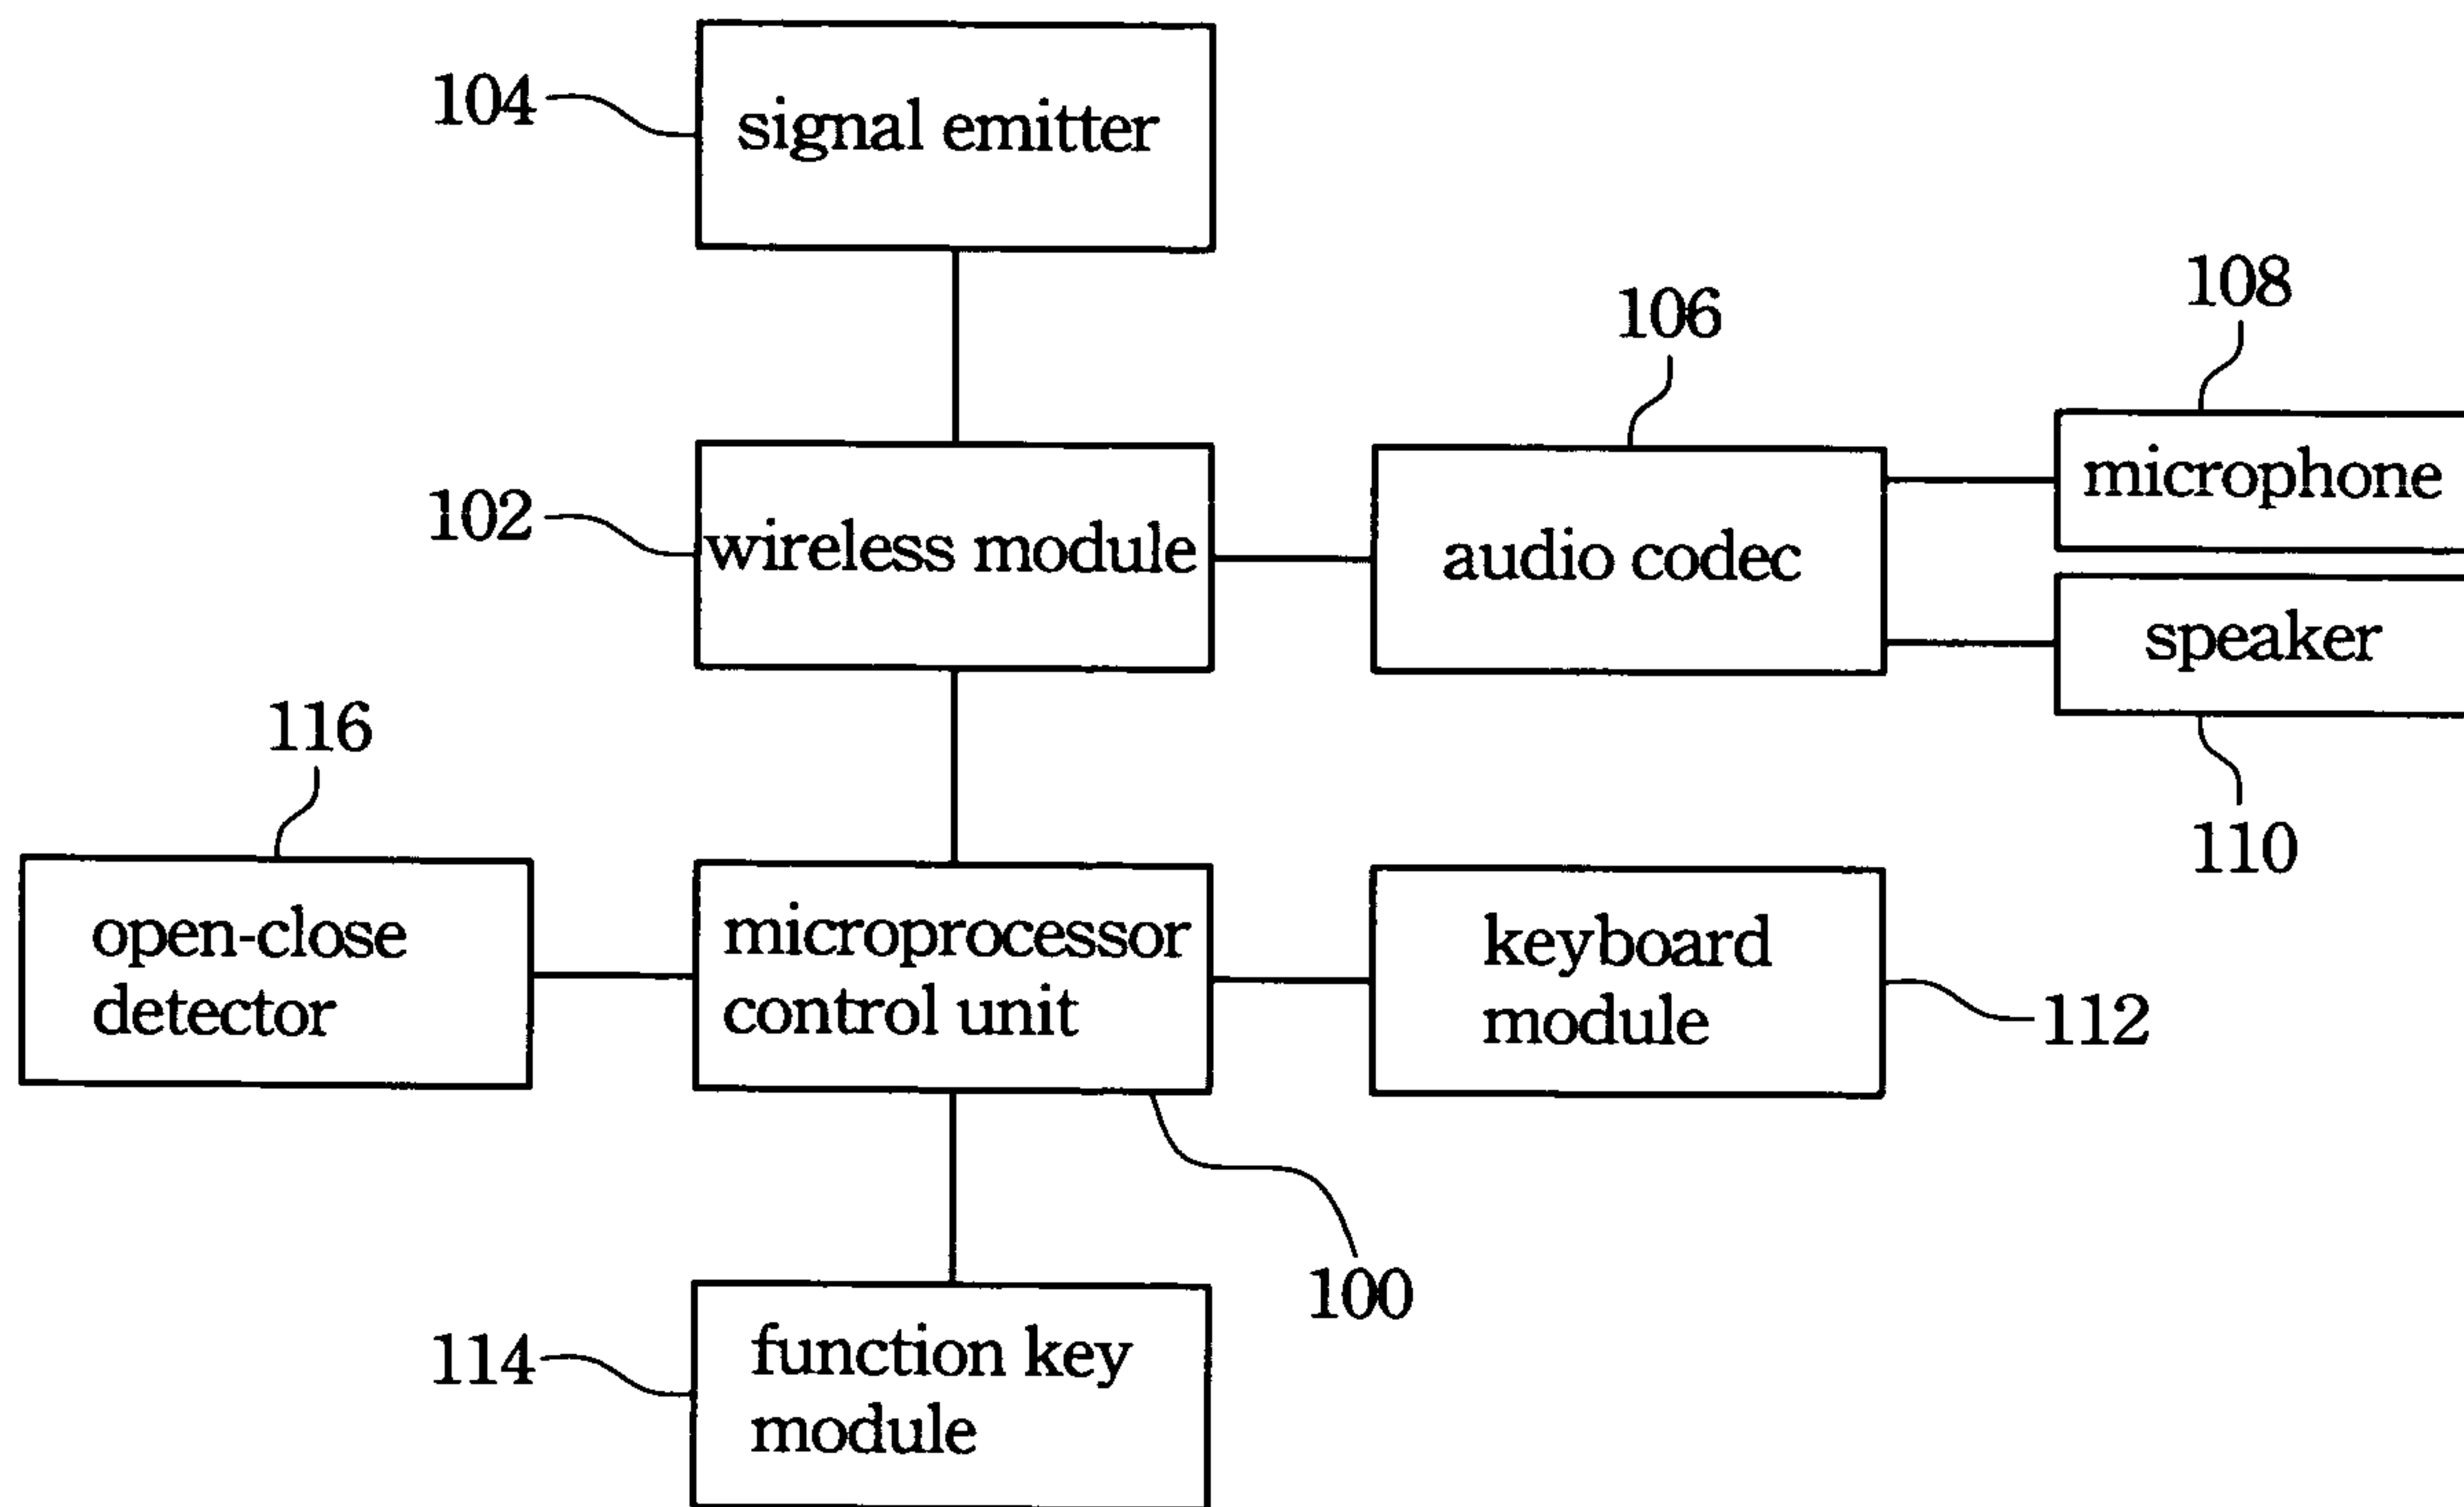 104
signal emitter
108
106
microphone
102
wireless module
audio codec
speaker
116
110
open-close
detector
microprocessor
control unit
keyboard
module
112
100
114
function key
module